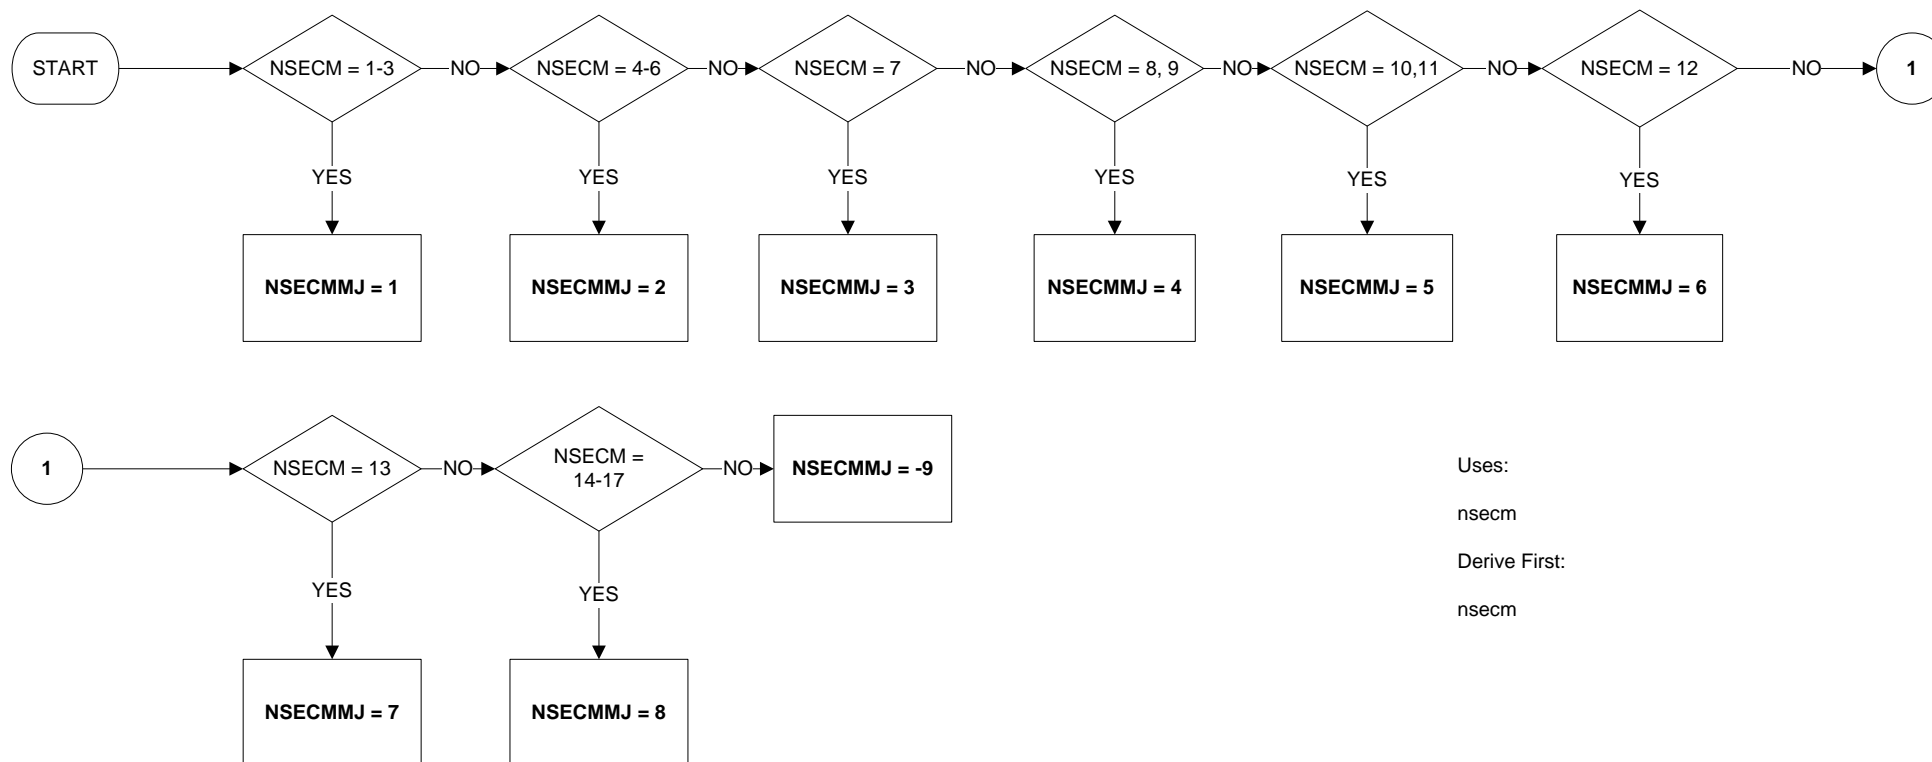 START
NSECM = 1-3
NO
NSECM = 4-6
NO
NSECM = 7
NO
NSECM = 8, 9
NO
NSECM = 10,11
NO
NSECM = 12
NO
1
YES
YES
YES
YES
YES
YES
NSECMMJ = 1
NSECMMJ = 2
NSECMMJ = 3
NSECMMJ = 4
NSECMMJ = 5
NSECMMJ = 6
1
NSECM = 13
NO
NSECM =
14-17
NO
NSECMMJ = -9
YES
YES
NSECMMJ = 7
NSECMMJ = 8
Uses:
nsecm
Derive First:
nsecm